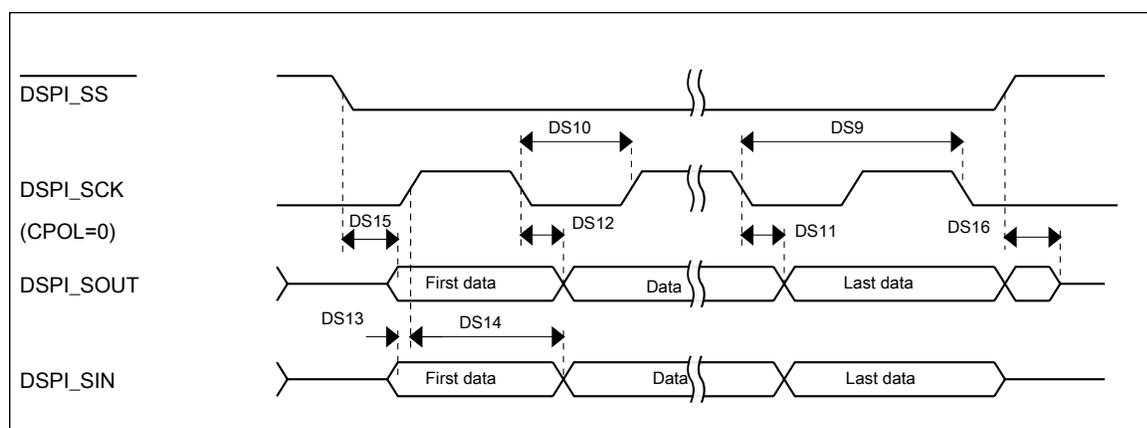 DSPI_SS
DS10
DS9
DSPI_SCK
(CPOL=0)
DS15
DS12
DS11
DS16
DSPI_SOUT
First data
Data
Last data
DS13
DS14
DSPI_SIN
First data
Data
Last data